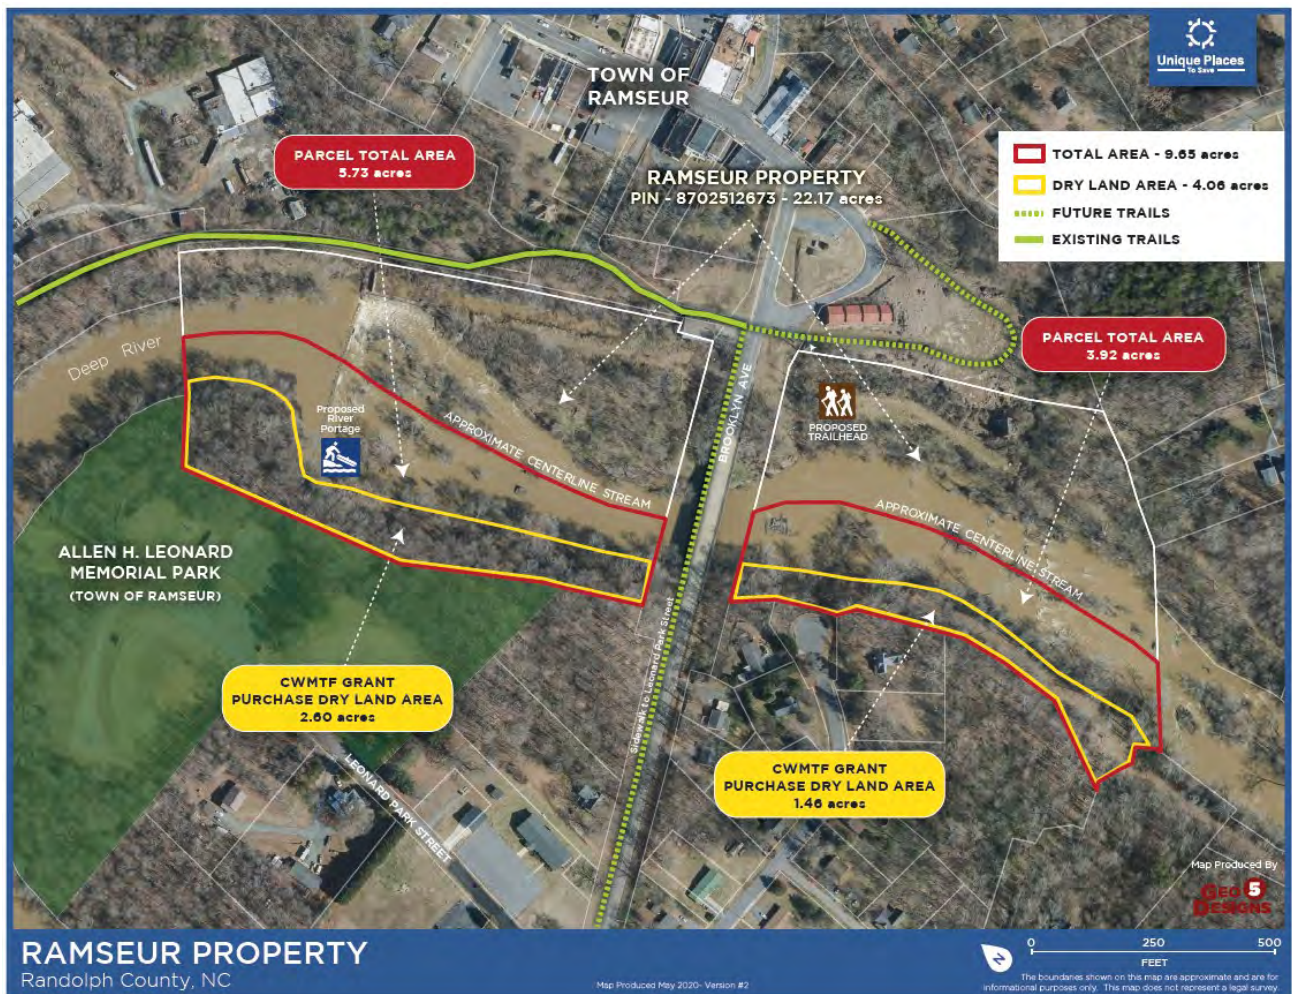 Unique Places
To Save
TOWN OF
RAMSEUR
PARCEL TOTAL AREA
5.73 acres
RAMSEUR PROPERTY
PIN - 8702512673 - 22.17 acres
TOTAL AREA - 9.65 acres
DRY LAND AREA - 4.06 acres
FUTURE TRAILS
EXISTING TRAILS
PARCEL TOTAL AREA
3.92 acres
Deep River
Proposed
River
Portage
APPROXIMATE CENTERLINE STREAM
BROOKLYN AVE
PROPOSED
TRAILHEAD
APPROXIMATE CENTERLINE STREAM
ALLEN H. LEONARD
MEMORIAL PARK
(TOWN OF RAMSEUR)
Sidewalk to Leonard Park Street
CWMTF GRANT
PURCHASE DRY LAND AREA
2.60 acres
CWMTF GRANT
PURCHASE DRY LAND AREA
1.46 acres
LEONARD PARK STREET
Map Produced By
GEO 5
DESIGNS
RAMSEUR PROPERTY
Randolph County, NC
Map Produced May 2020- Version #2
N
0 250 500
FEET
The boundaries shown on this map are approximate and are for
informational purposes only. This map does not represent a legal survey.